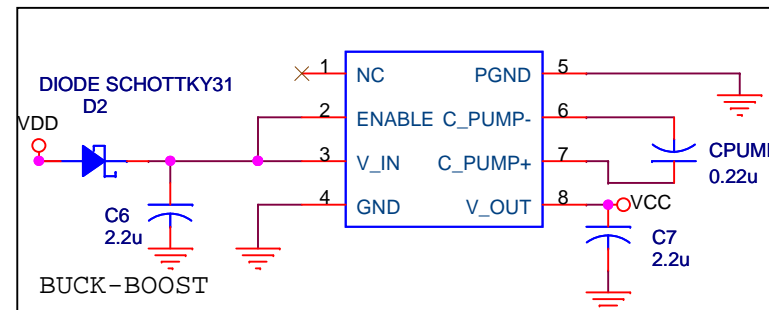 DIODE SCHOTTKY31
D2
VDD
C6
2.2u
1 NC PGND 5
2 ENABLE C_PUMP- 6
3 V_IN C_PUMP+ 7
4 GND V_OUT 8
CPUM
0.22u
VCC
C7
2.2u
BUCK-BOOST